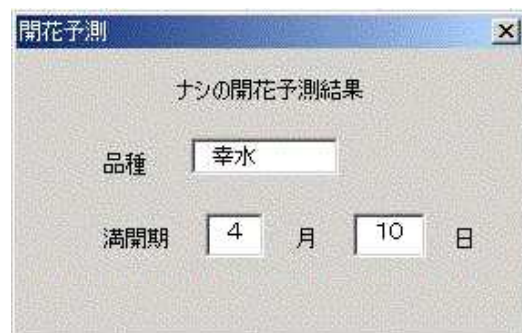 開花予測
ナシの開花予測結果
品種 幸水
満開期 4 月 10 日